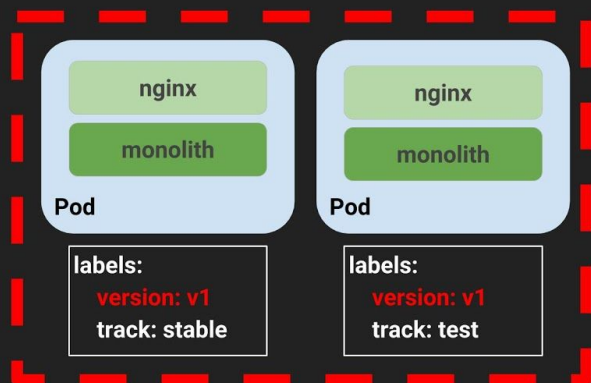 nginx
monolith
Pod
labels:
version: v1
track: stable
nginx
monolith
Pod
labels:
version: v1
track: test